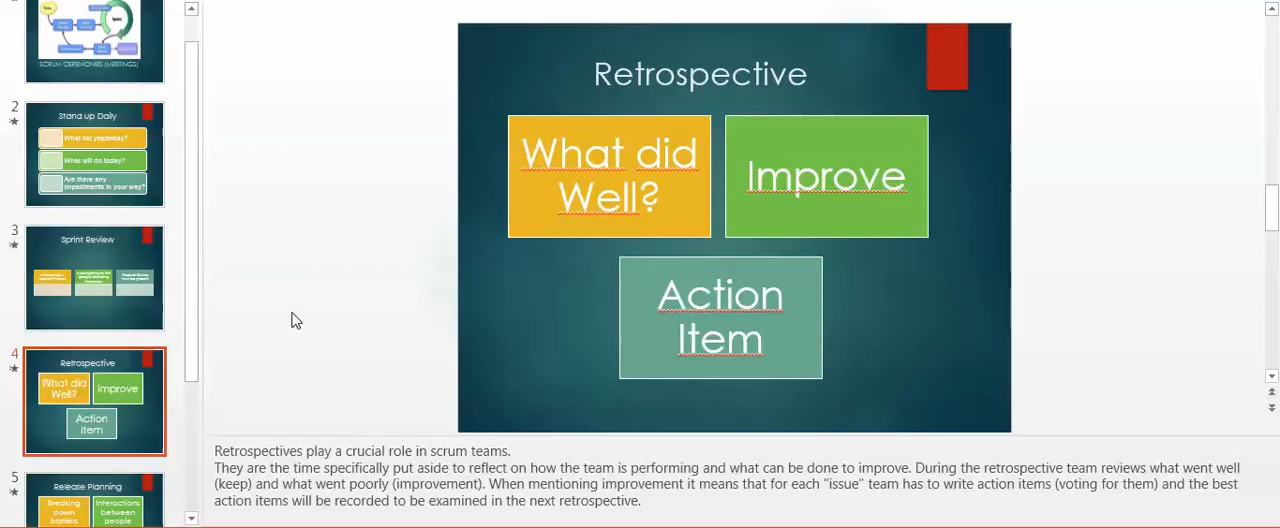 SCRUM CEREMONIES (MEETINGS)
2
Stand up Daily
What did yesterday?
What will do today?
Are there any
impediments in your way?
3
Sprint Review
4
Retrospective
What did
Well?
Improve
Action
Item
5
Release Planning
Breaking
down
barriers
Interactions
between
people
Retrospective
What did
Well?
Improve
Action
Item
Retrospectives play a crucial role in scrum teams.
They are the time specifically put aside to reflect on how the team is performing and what can be done to improve. During the retrospective team reviews what went well
(keep) and what went poorly (improvement). When mentioning improvement it means that for each "issue" team has to write action items (voting for them) and the best
action items will be recorded to be examined in the next retrospective.